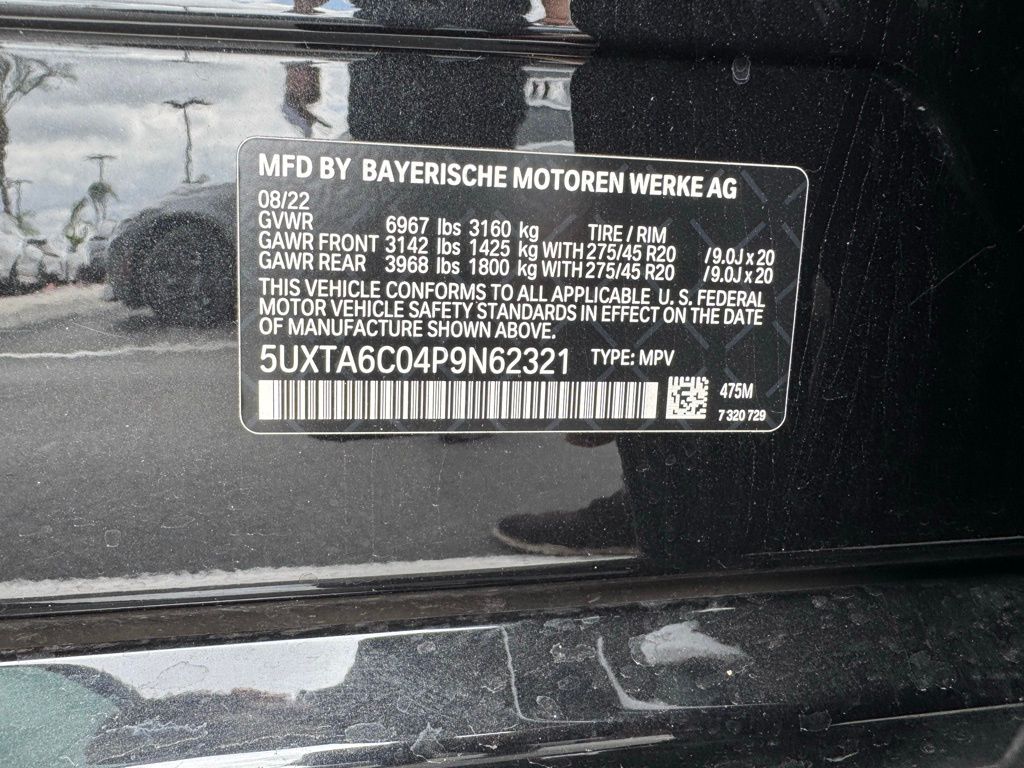 MFD BY BAYERISCHE MOTOREN WERKE AG
08/22
GVWR 6967 lbs 3160 kg TIRE / RIM
GAWR FRONT 3142 lbs 1425 kg WITH 275/45 R20 /9.0J x 20
GAWR REAR 3968 lbs 1800 kg WITH 275/45 R20 /9.0J x 20
THIS VEHICLE CONFORMS TO ALL APPLICABLE U. S. FEDERAL
MOTOR VEHICLE SAFETY STANDARDS IN EFFECT ON THE DATE
OF MANUFACTURE SHOWN ABOVE.
5UXTA6C04P9N62321 TYPE: MPV
475M
7 320 729